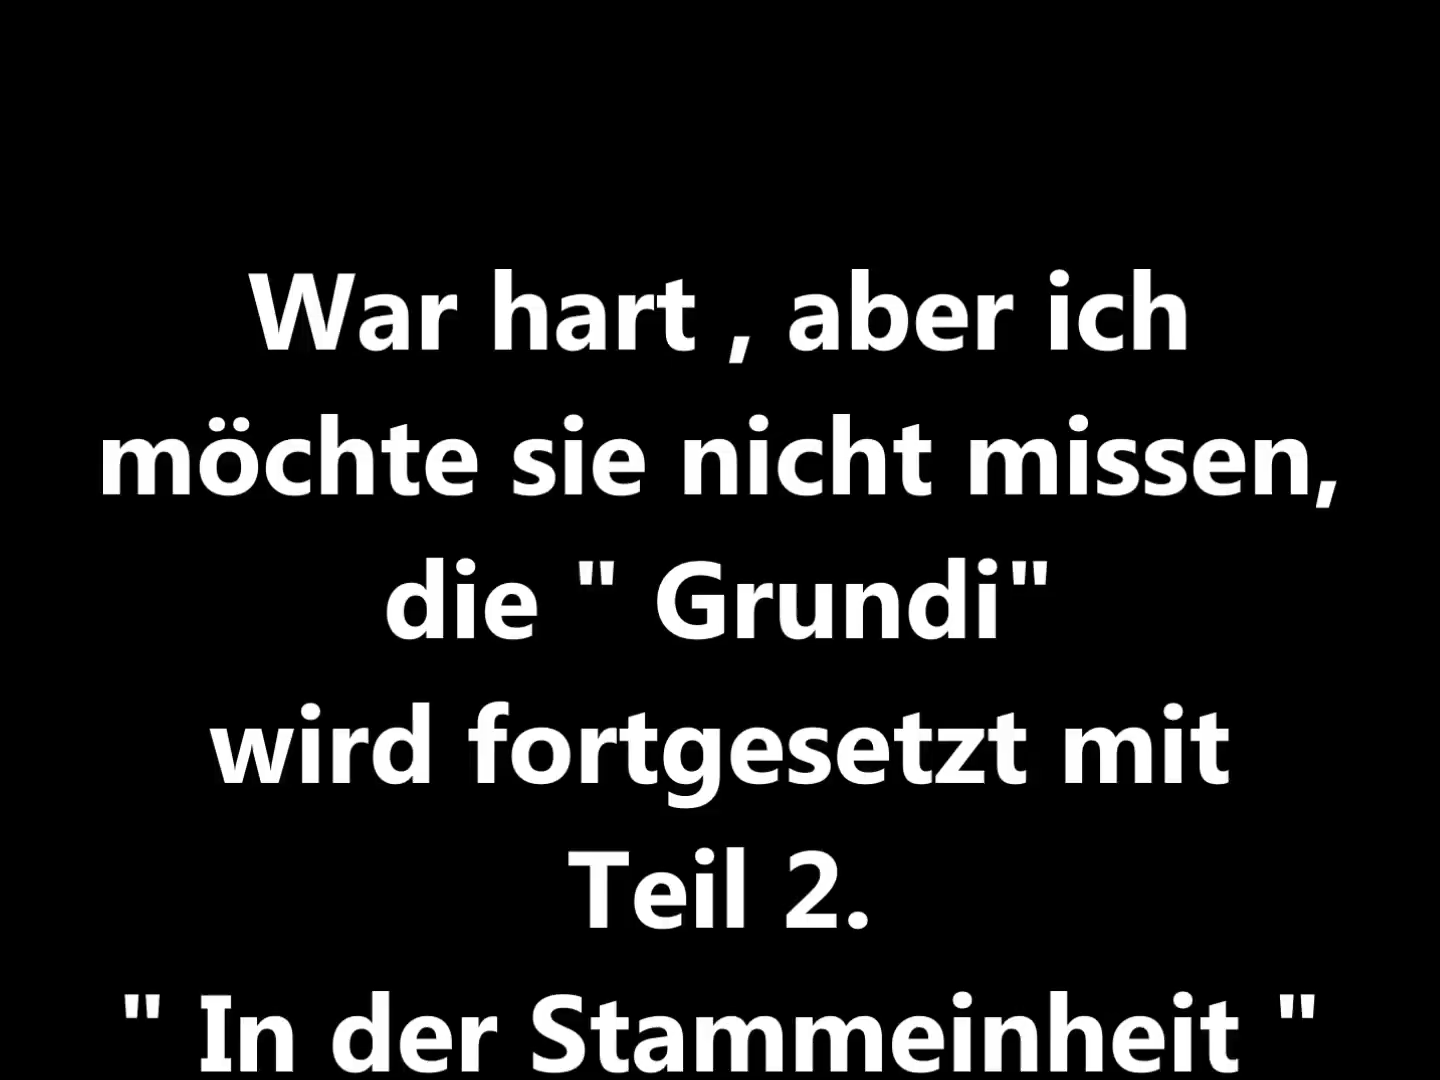 War hart , aber ich
möchte sie nicht missen,
die " Grundi"
wird fortgesetzt mit
Teil 2.
" In der Stammeinheit "